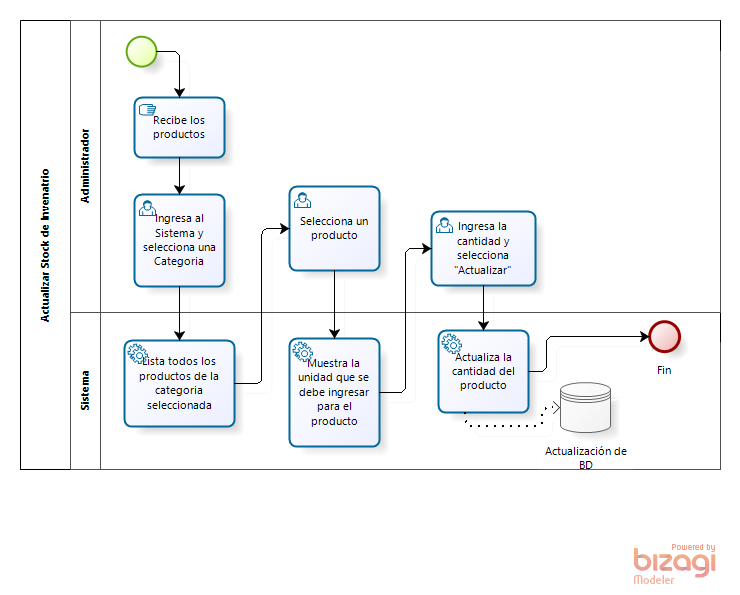 Actualizar Stock de Invenatrio
Administrador
Recibe los
productos
Ingresa al
Sistema y
selecciona una
Categoria
Selecciona un
producto
Ingresa la
cantidad y
selecciona
"Actualizar"
Sistema
Lista todos los
productos de la
categoria
seleccionada
Muestra la
unidad que se
debe ingresar
para el
producto
Actualiza la
cantidad del
producto
Fin
Actualización de
BD
Powered by
bizagi
Modeler